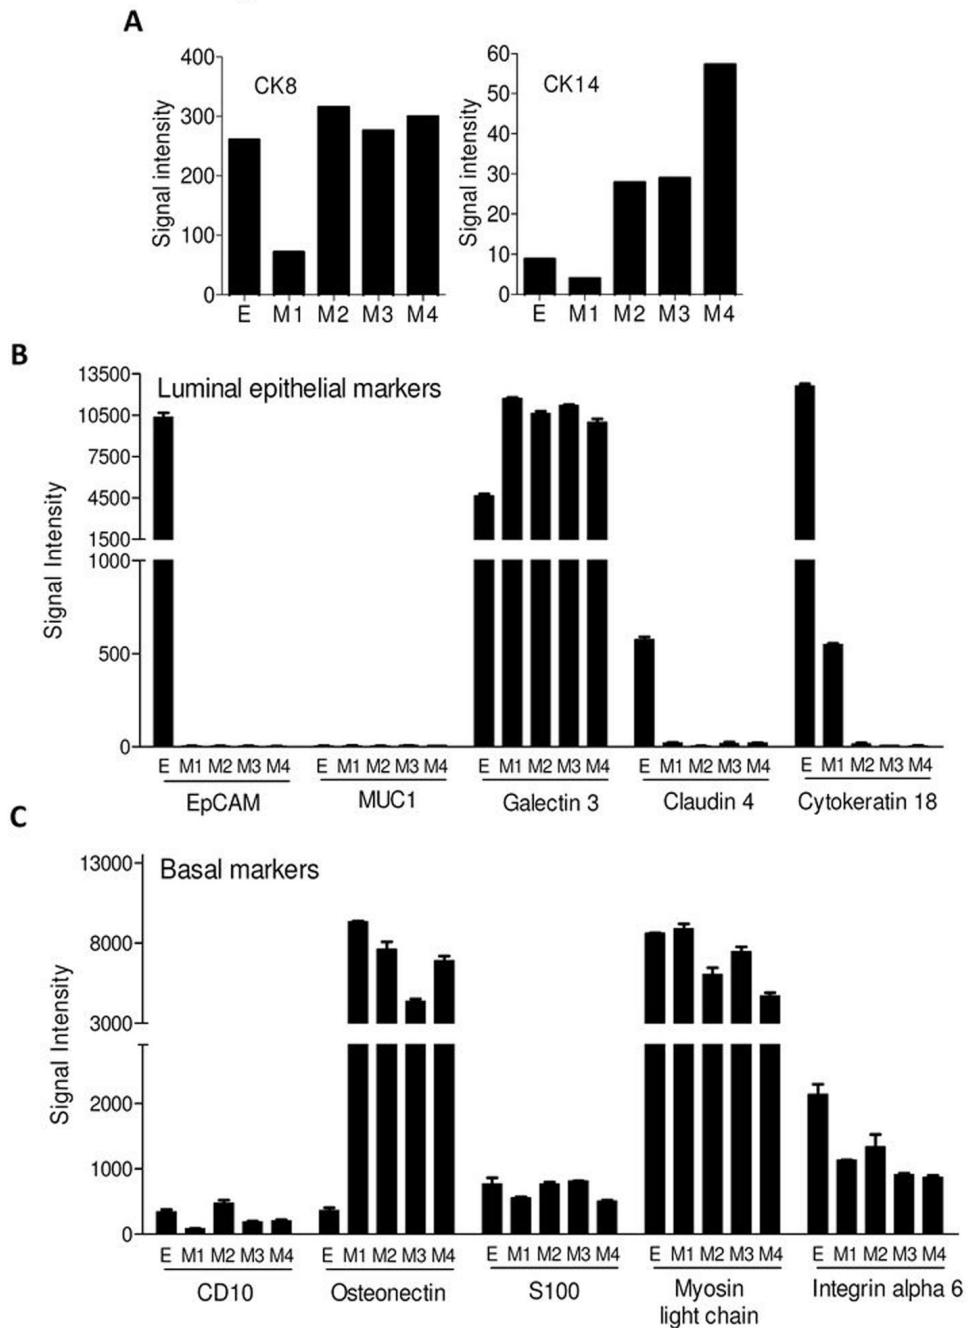 A
400
300
200
100
0
Signal intensity
CK8
E M1 M2 M3 M4
60
50
40
30
20
10
0
Signal intensity
CK14
E M1 M2 M3 M4
B
13500
10500
7500
4500
1500
1000
500
0
Signal Intensity
Luminal epithelial markers
E M1 M2 M3 M4 E M1 M2 M3 M4 E M1 M2 M3 M4 E M1 M2 M3 M4 E M1 M2 M3 M4
EpCAM MUC1 Galectin 3 Claudin 4 Cytokeratin 18
C
13000
8000
3000
2000
1000
0
Signal Intensity
Basal markers
E M1 M2 M3 M4 E M1 M2 M3 M4 E M1 M2 M3 M4 E M1 M2 M3 M4 E M1 M2 M3 M4
CD10 Osteonectin S100 Myosin Integrin alpha 6
light chain